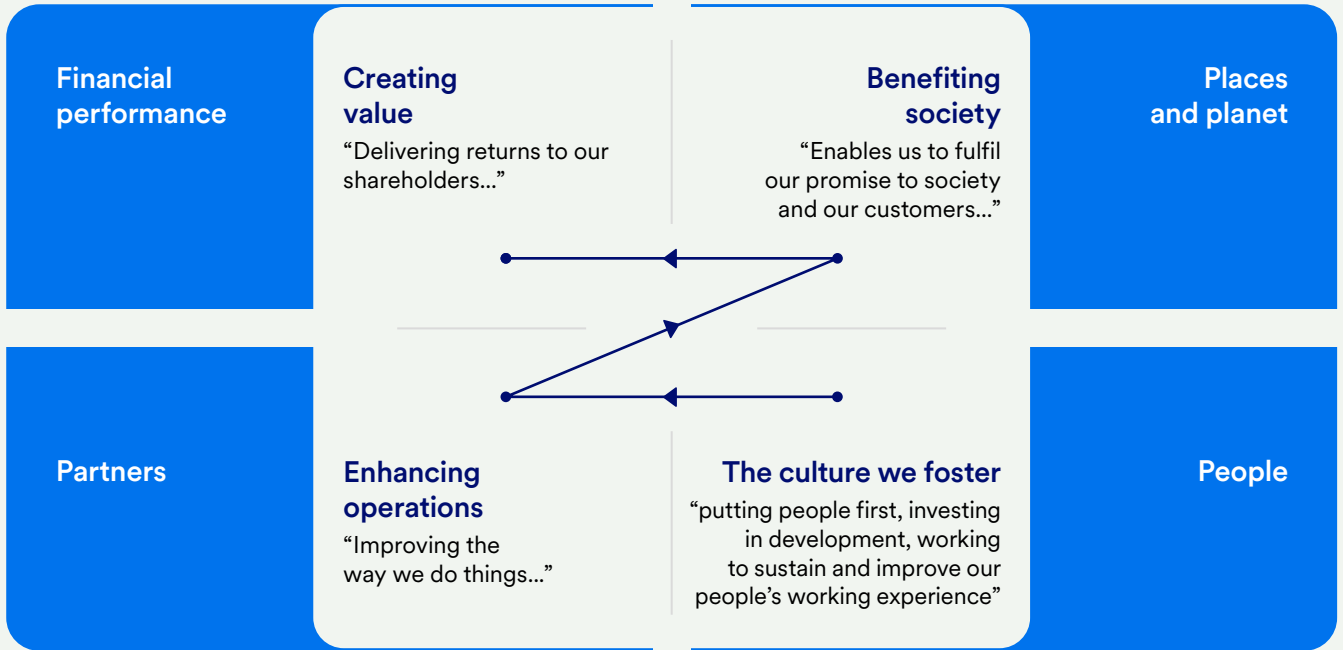 Financial
performance
Creating
value
“Delivering returns to our
shareholders...”
Benefiting
society
“Enables us to fulfil
our promise to society
and our customers...”
Places
and planet
Partners
Enhancing
operations
“Improving the
way we do things...”
The culture we foster
“putting people first, investing
in development, working
to sustain and improve our
people’s working experience”
People